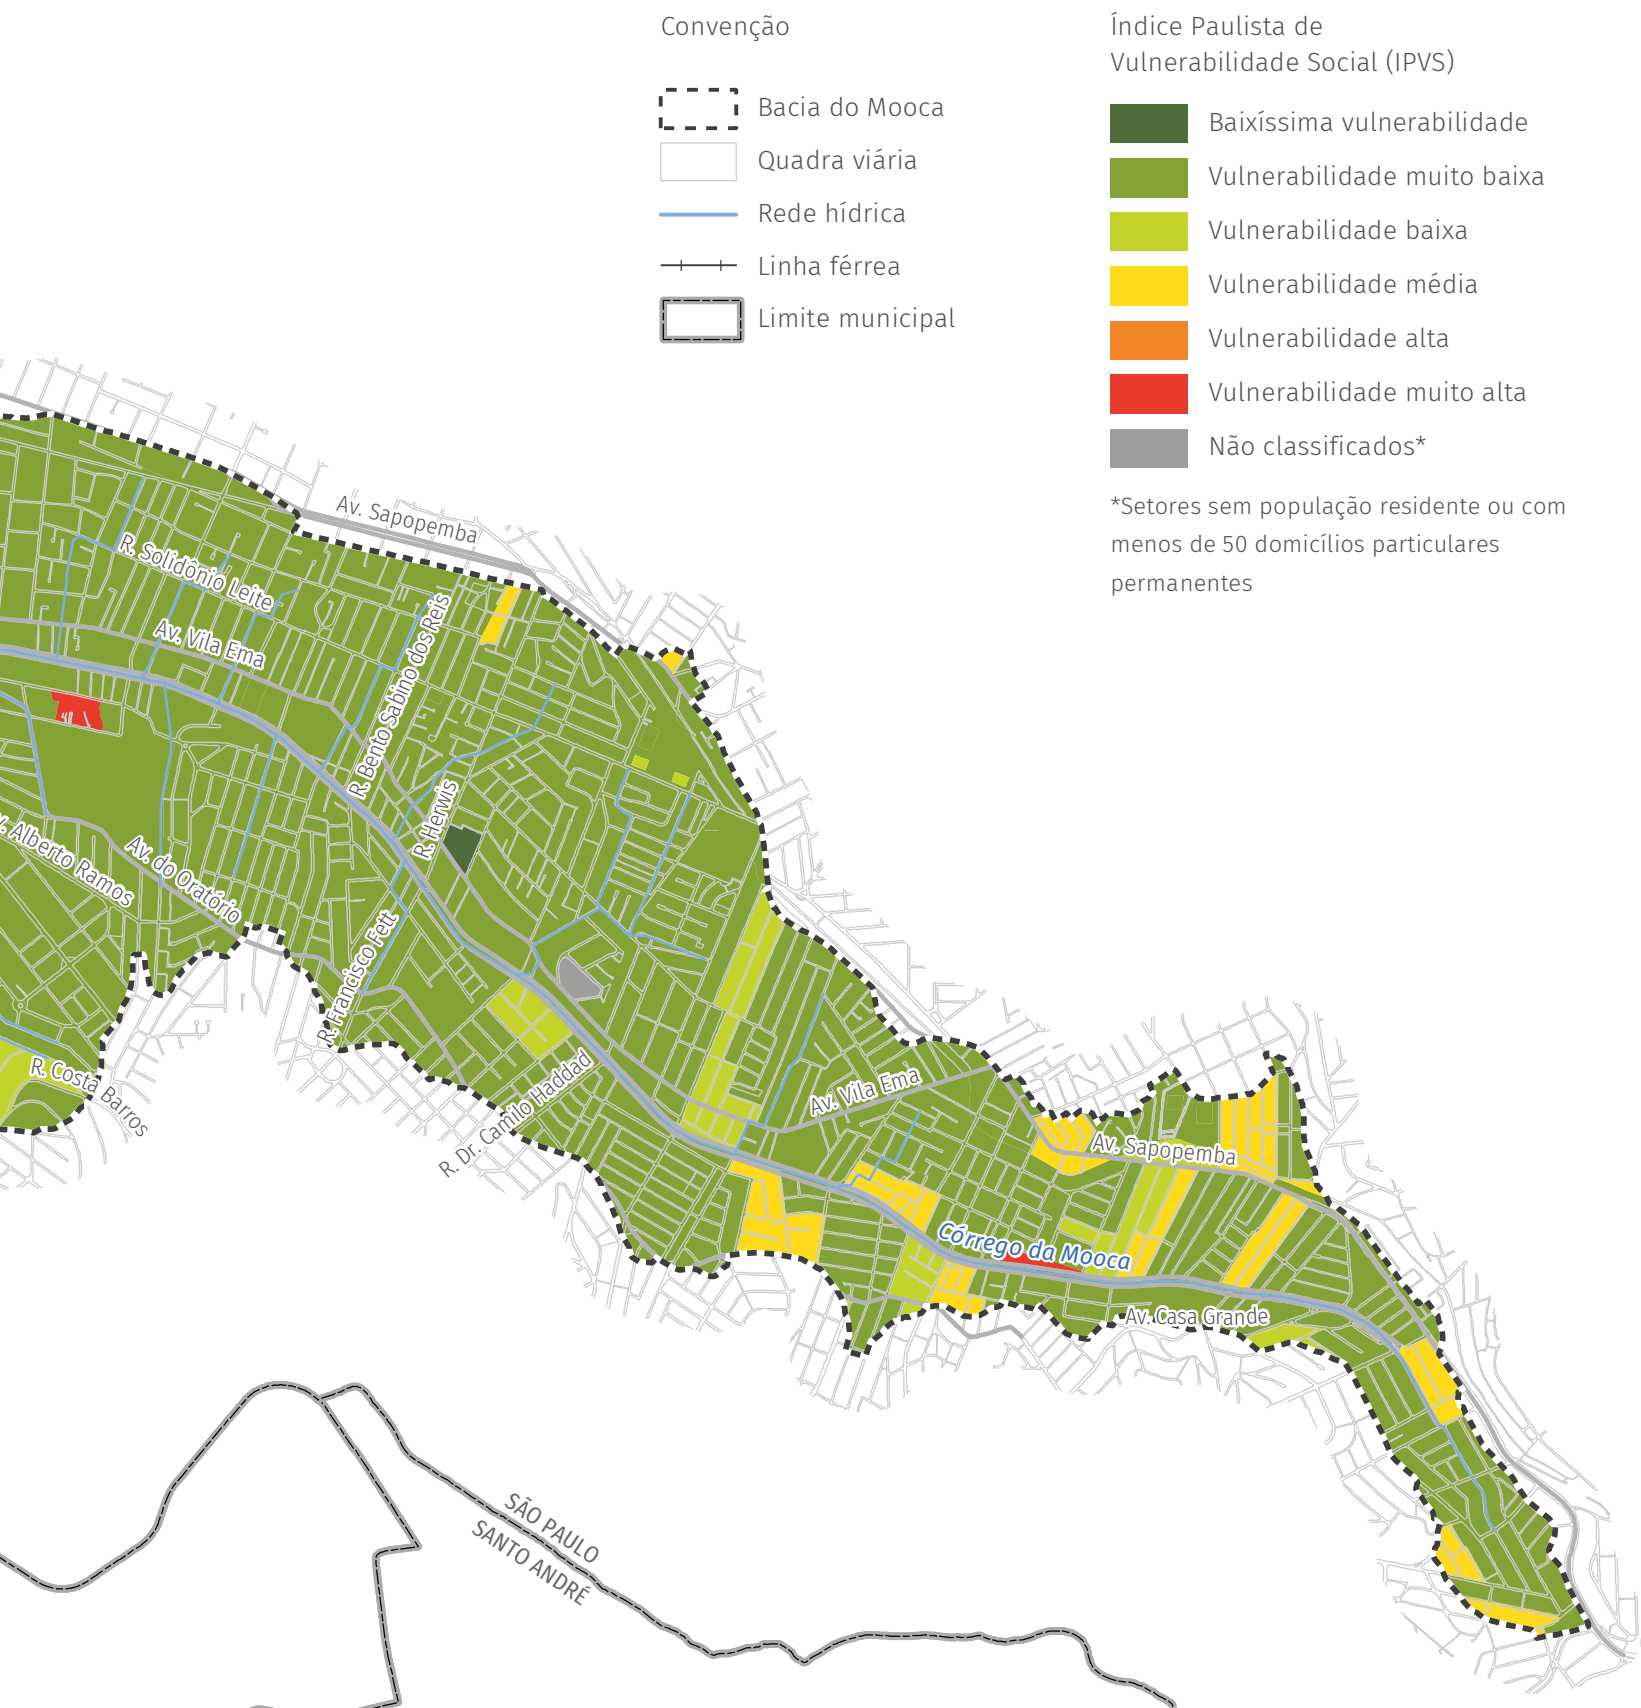 Convenção
Bacia do Mooca
Quadra viária
Rede hídrica
Linha férrea
Limite municipal
Índice Paulista de
Vulnerabilidade Social (IPVS)
Baixíssima vulnerabilidade
Vulnerabilidade muito baixa
Vulnerabilidade baixa
Vulnerabilidade média
Vulnerabilidade alta
Vulnerabilidade muito alta
Não classificados*
*Setores sem população residente ou com
menos de 50 domicílios particulares
permanentes
Av. Sapopemba
R. Solidônio Leite
Av. Vila Ema
R. Bento Sabino dos Reis
R. Herwis
Alberto Ramos
Av. do Oratório
R. Francisco Fett
R. Costa Barros
R. Dr. Camilo Haddad
Av. Vila Ema
Av. Sapopemba
Córrego da Mooca
Av. Casa Grande
SÃO PAULO
SANTO ANDRÉ